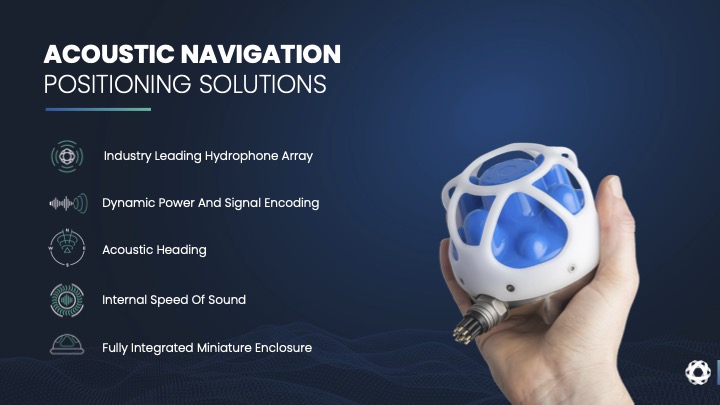 ACOUSTIC NAVIGATION
POSITIONING SOLUTIONS
Industry Leading Hydrophone Array
Dynamic Power And Signal Encoding
N
W E
S
Acoustic Heading
Internal Speed Of Sound
Fully Integrated Miniature Enclosure